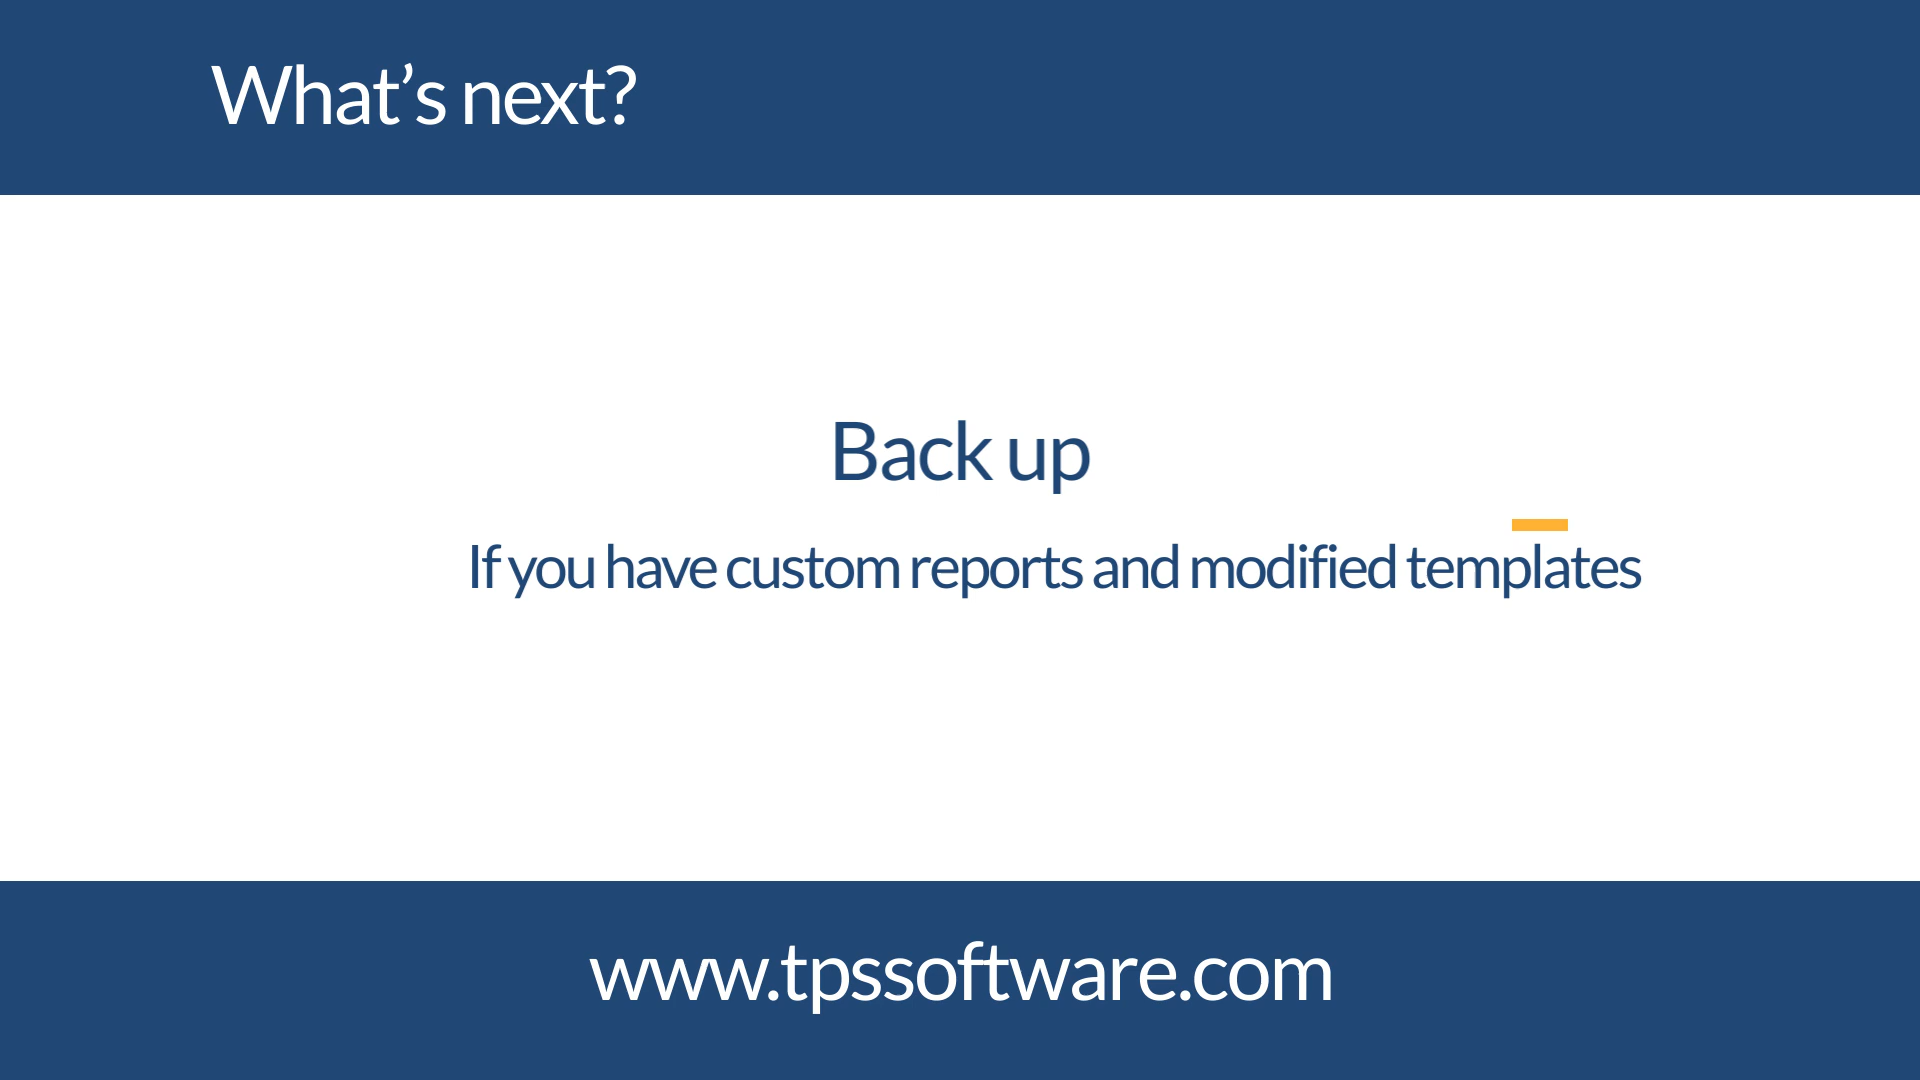 What’s next?
Back up
If you have custom reports and modified templates
www.tpssoftware.com